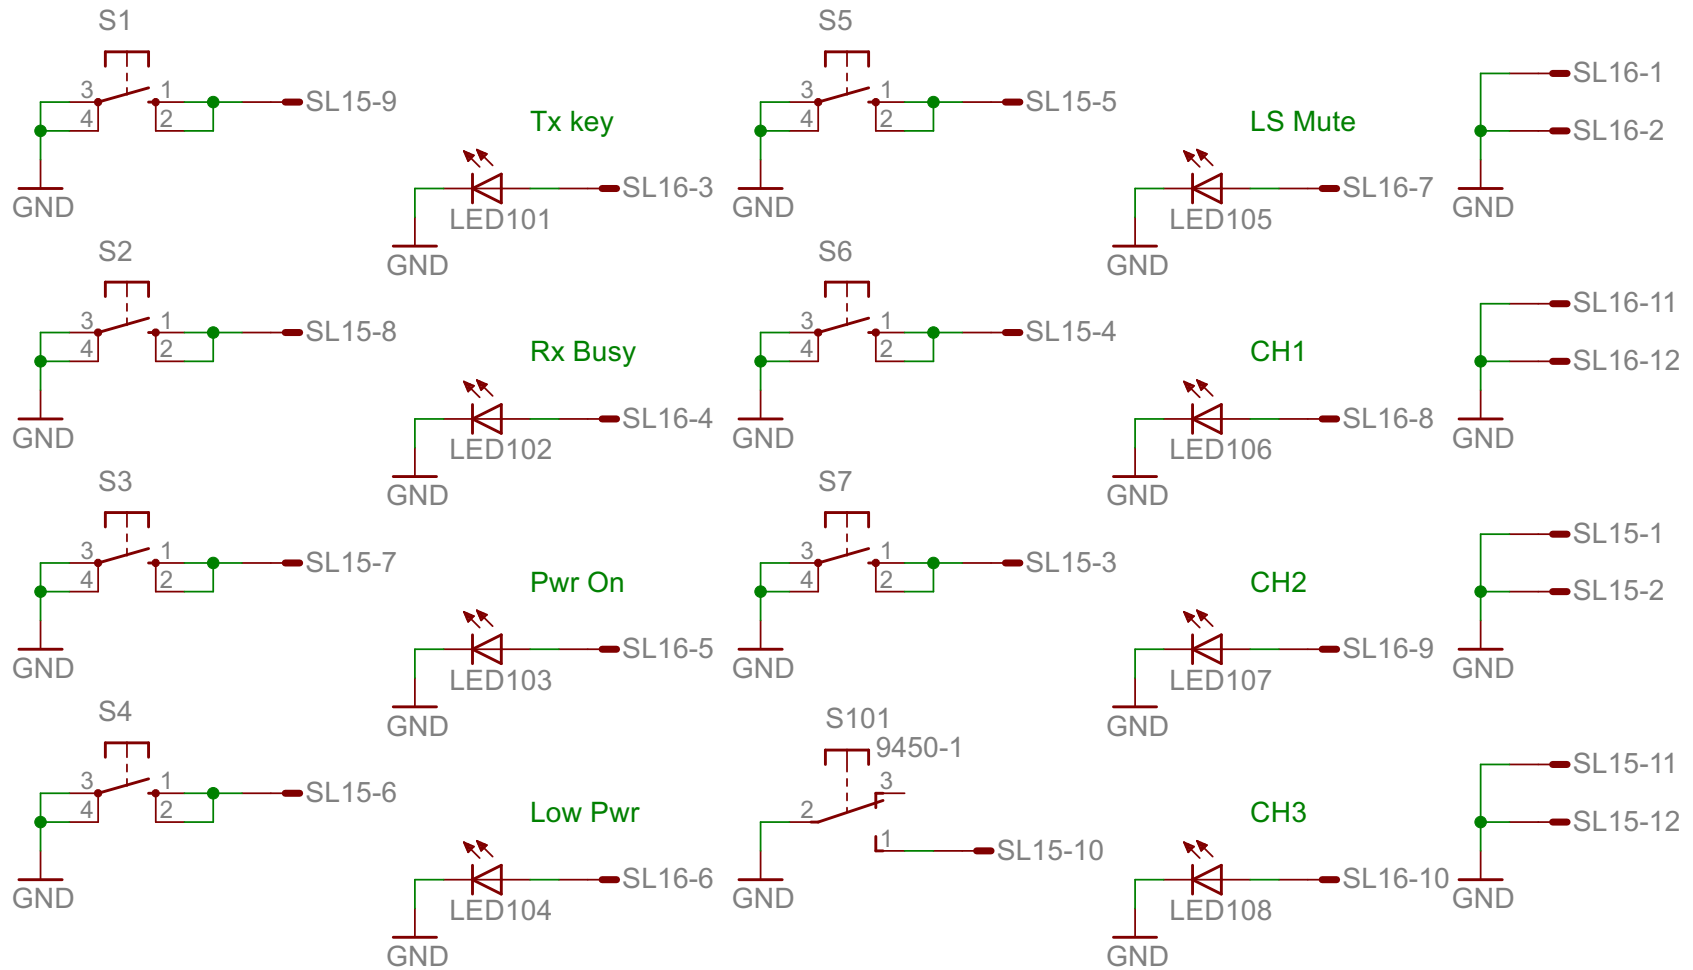 S1
3 1 SL15-9
4 2
GND
Tx key
SL16-3
LED101
GND
S5
3 1 SL15-5
4 2
GND
LS Mute
SL16-7
LED105
GND
SL16-1
SL16-2
GND
S2
3 1 SL15-8
4 2
GND
Rx Busy
SL16-4
LED102
GND
S6
3 1 SL15-4
4 2
GND
CH1
SL16-8
LED106
GND
SL16-11
SL16-12
GND
S3
3 1 SL15-7
4 2
GND
Pwr On
SL16-5
LED103
GND
S7
3 1 SL15-3
4 2
GND
CH2
SL16-9
LED107
GND
SL15-1
SL15-2
GND
S4
3 1 SL15-6
4 2
GND
Low Pwr
SL16-6
LED104
GND
S101
9450-1
3
2
1 SL15-10
GND
CH3
SL16-10
LED108
GND
SL15-11
SL15-12
GND